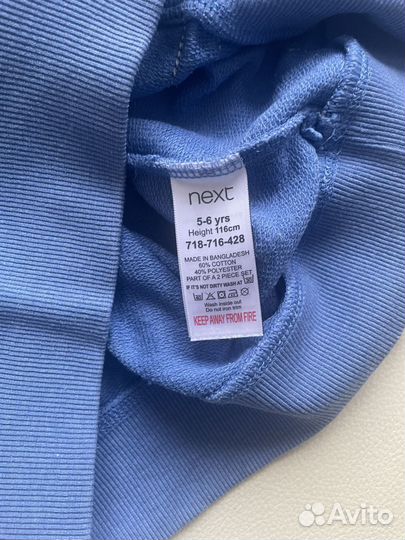 next
5-6 yrs
Height 116cm
718-716-428
MADE IN BANGLADESH
60% COTTON
40% POLYESTER
PART OF A 2 PIECE SET
IF IT'S NOT DIRTY WASH AT 30
Wash inside out
Do not iron trim
KEEP AWAY FROM FIRE
Avito